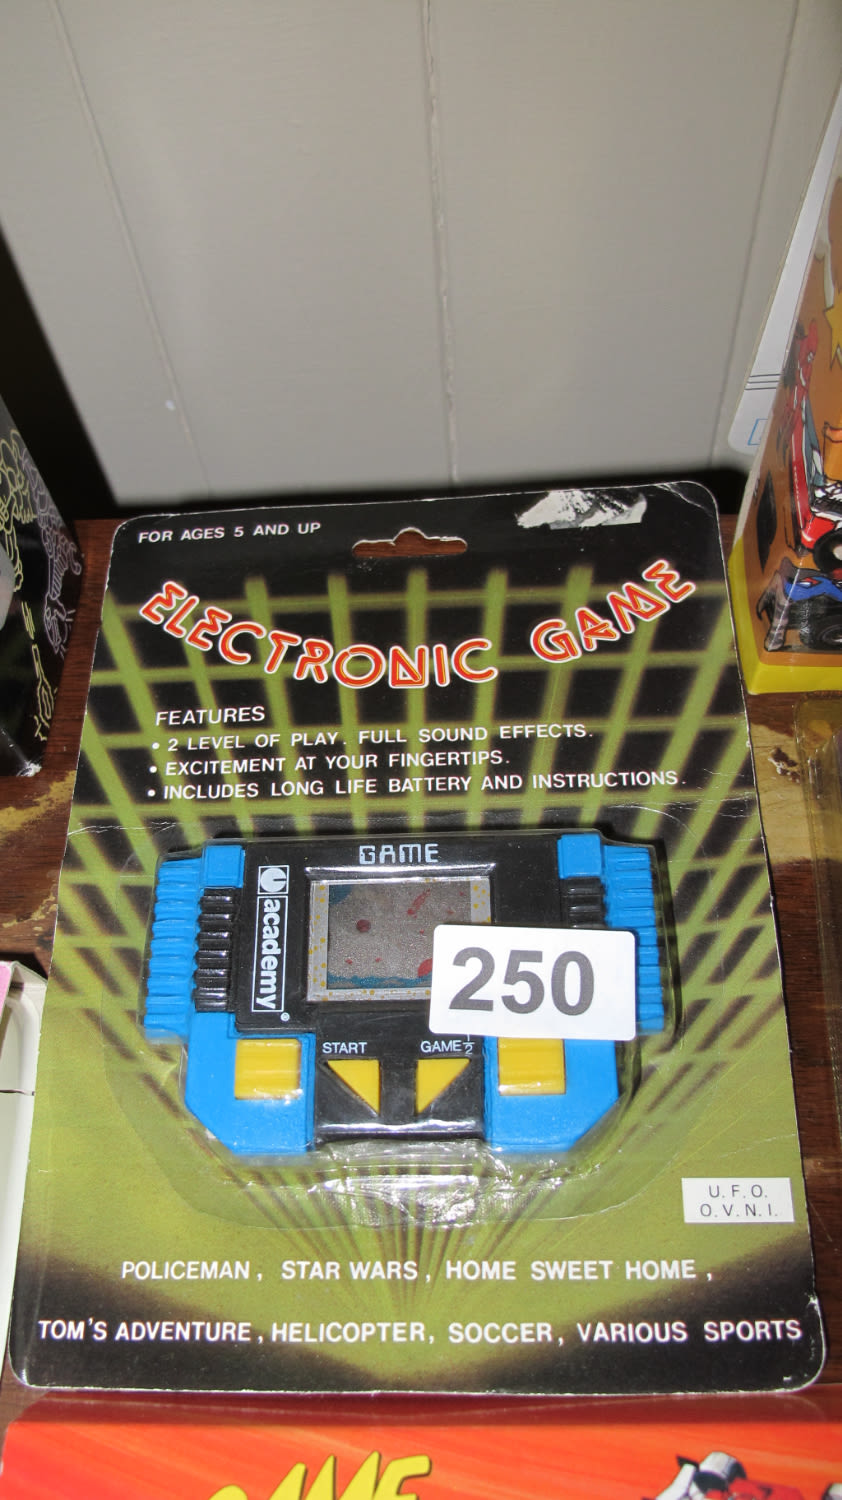 FOR AGES 5 AND UP
ELECTRONIC GAME
FEATURES
• 2 LEVEL OF PLAY. FULL SOUND EFFECTS.
• EXCITEMENT AT YOUR FINGERTIPS.
• INCLUDES LONG LIFE BATTERY AND INSTRUCTIONS.
GAME
academy®
250
START
GAME 1/2
U.F.O.
O.V.N.I.
POLICEMAN, STAR WARS, HOME SWEET HOME,
TOM'S ADVENTURE, HELICOPTER, SOCCER, VARIOUS SPORTS
GAME